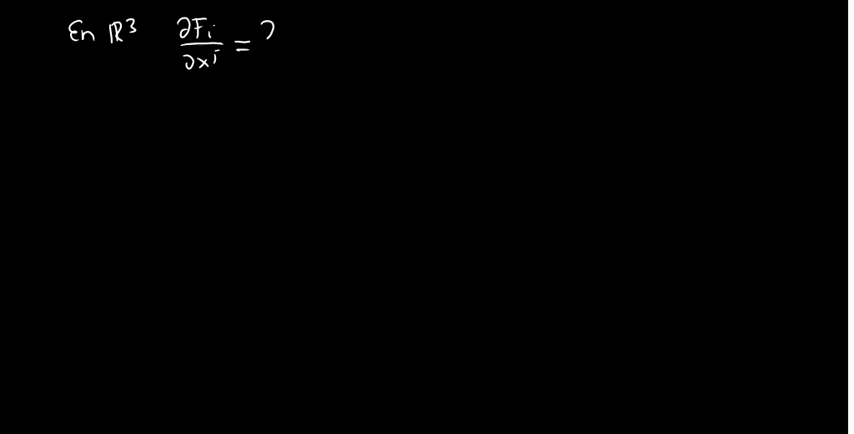 En ℝ³ ∂Fᵢ/∂xⁱ = ?